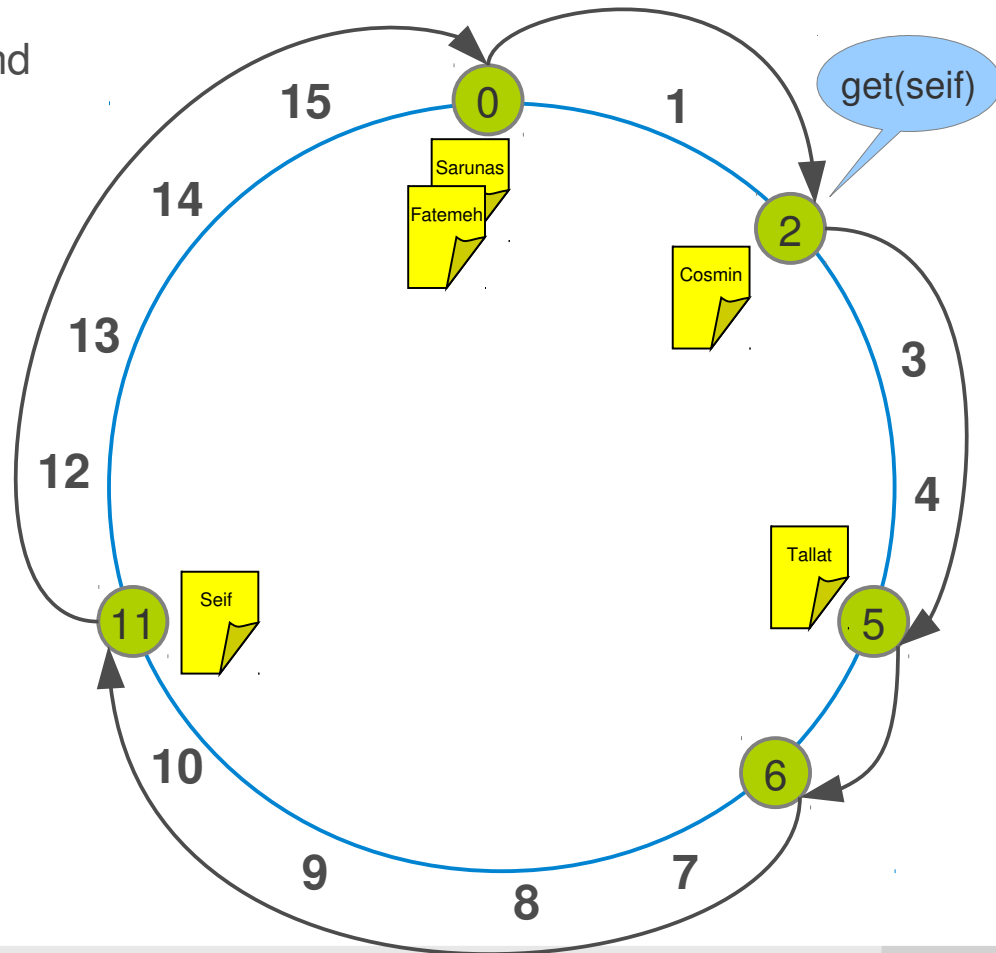 nd
15
0
1
get(seif)
14
Sarunas
Fatemeh
2
Cosmin
13
3
12
4
Tallat
Seif
11
5
10
6
9
7
8